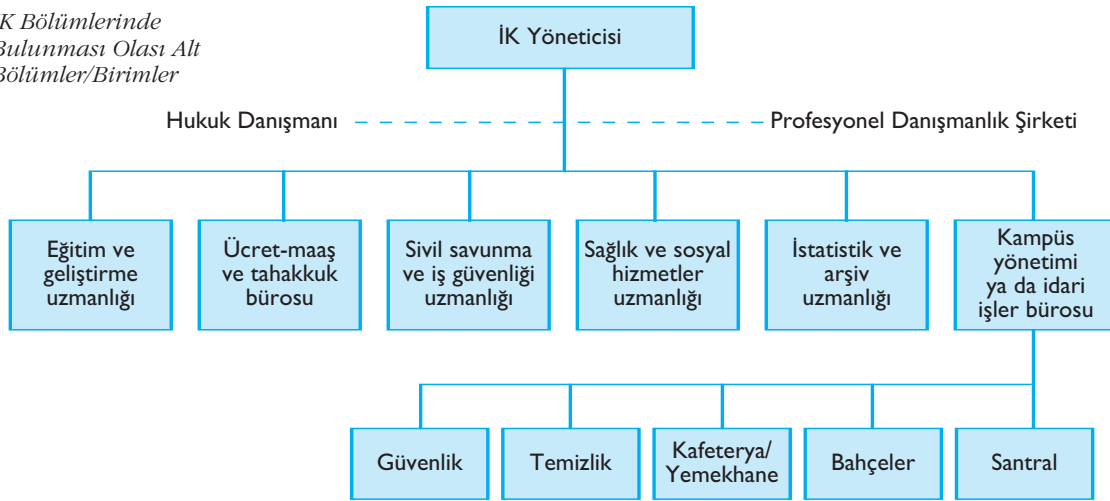 K Bölümlerinde
Bulunması Olası Alt
Bölümler/Birimler
İK Yöneticisi
Hukuk Danışmanı
Profesyonel Danışmanlık Şirketi
Eğitim ve
geliştirme
uzmanlığı
Ücret-maaş
ve tahakkuk
bürosu
Sivil savunma
ve iş güvenliği
uzmanlığı
Sağlık ve sosyal
hizmetler
uzmanlığı
İstatistik ve
arşiv
uzmanlığı
Kampüs
yönetimi
ya da idari
işler bürosu
Güvenlik
Temizlik
Kafeterya/
Yemekhane
Bahçeler
Santral